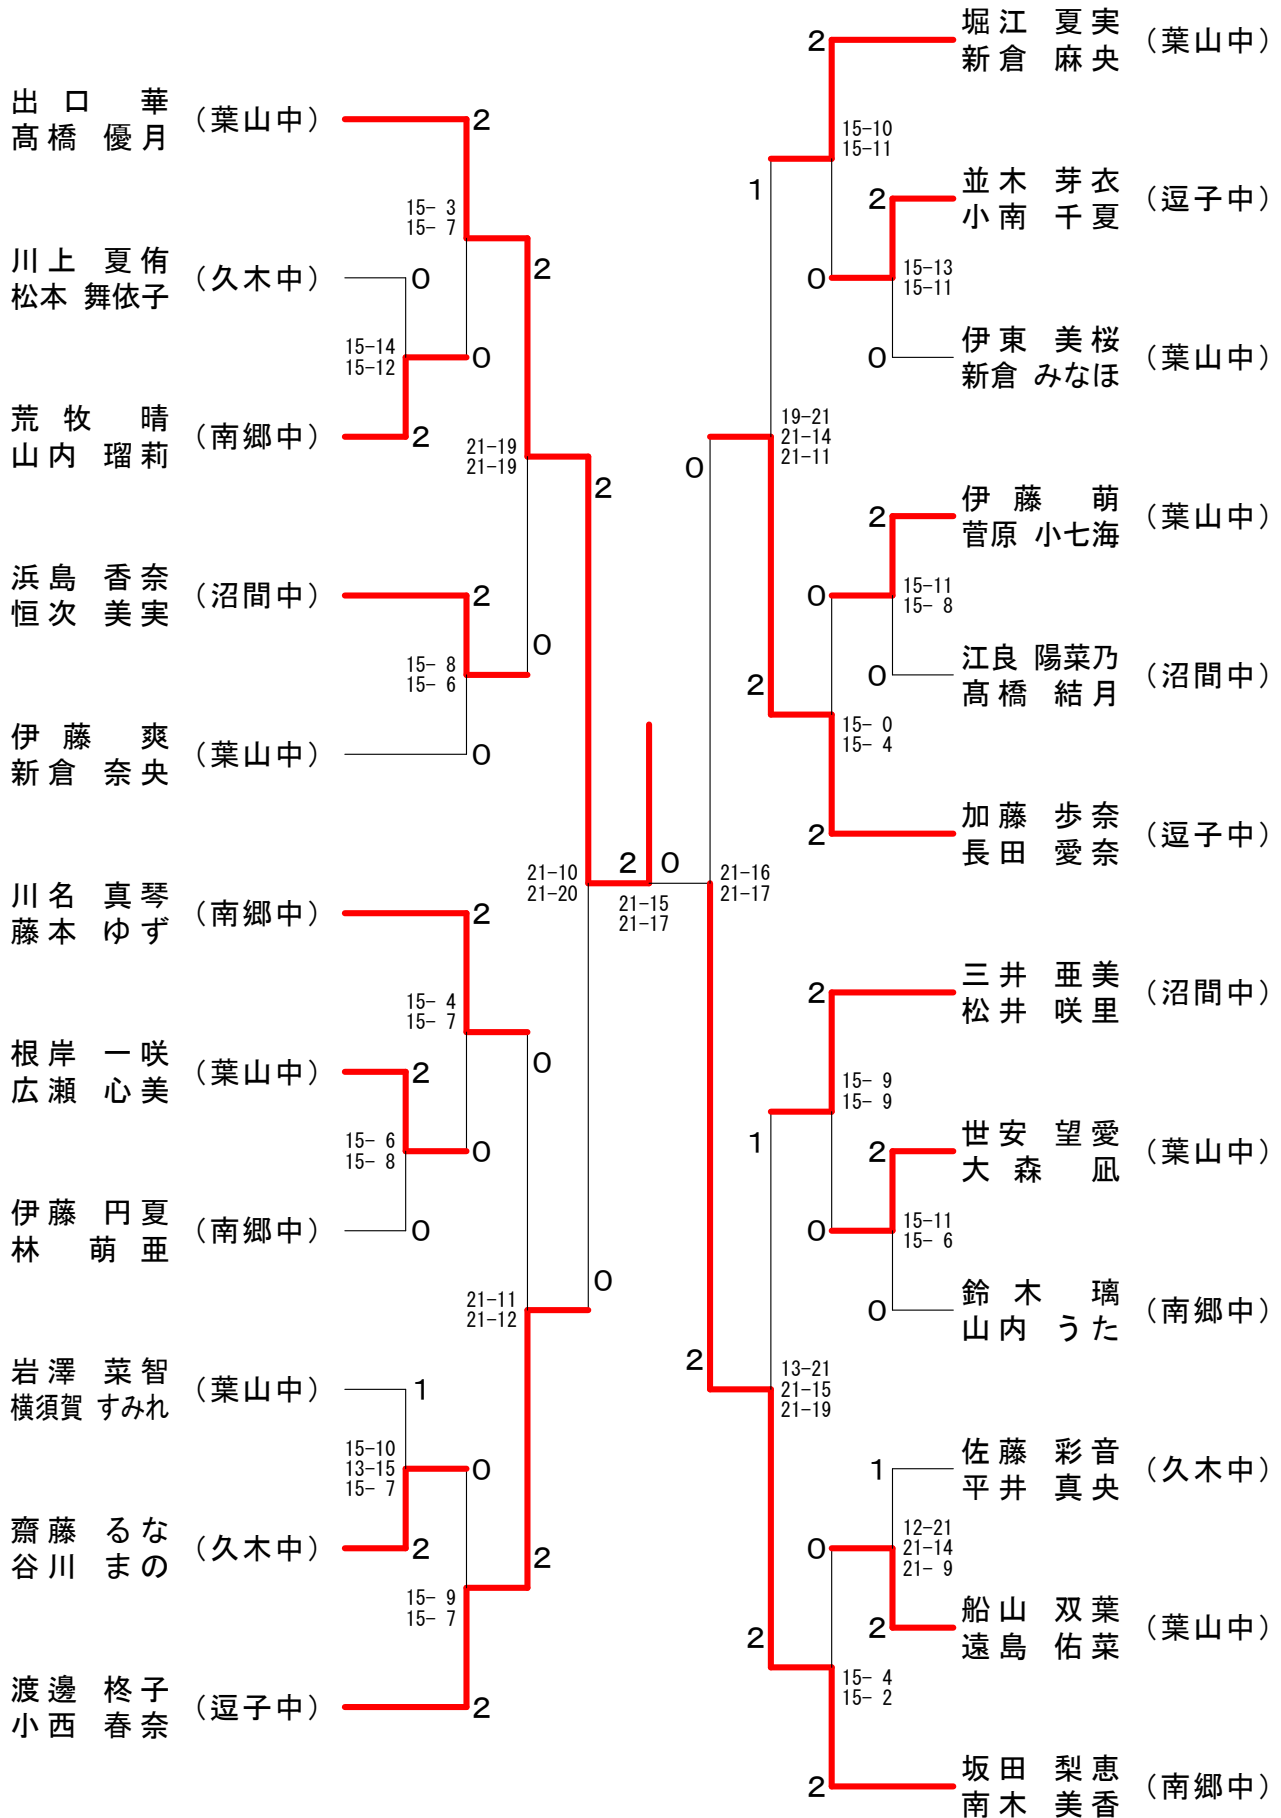 出口 華
髙橋 優月
(葉山中)
2
15- 3
15- 7
川上 夏侑
松本 舞依子
(久木中)
0
2
15-14
15-12
0
荒牧 晴
山内 瑠莉
(南郷中)
2
21-19
21-19
2
浜島 香奈
恒次 美実
(沼間中)
2
15- 8
15- 6
0
伊藤 爽
新倉 奈央
(葉山中)
0
21-10
21-20
川名 真琴
藤本 ゆず
(南郷中)
2
15- 4
15- 7
0
根岸 一咲
広瀬 心美
(葉山中)
2
15- 6
15- 8
0
伊藤 円夏
林 萌亜
(南郷中)
0
21-11
21-12
0
岩澤 菜智
横須賀 すみれ
(葉山中)
1
15-10
13-15
15- 7
0
齋藤 るな
谷川 まの
(久木中)
2
2
15- 9
15- 7
渡邊 柊子
小西 春奈
(逗子中)
2
2 0
21-15
21-17
2
堀江 夏実
新倉 麻央
(葉山中)
15-10
15-11
1
2
並木 芽衣
小南 千夏
(逗子中)
0
15-13
15-11
0
伊東 美桜
新倉 みなほ
(葉山中)
0
19-21
21-14
21-11
2
伊藤 萌
菅原 小七海
(葉山中)
0
15-11
15- 8
2
0
江良 陽菜乃
髙橋 結月
(沼間中)
15- 0
15- 4
2
加藤 歩奈
長田 愛奈
(逗子中)
21-16
21-17
2
三井 亜美
松井 咲里
(沼間中)
15- 9
15- 9
1
2
世安 望愛
大森 凪
(葉山中)
0
15-11
15- 6
0
鈴木 璃
山内 うた
(南郷中)
2
13-21
21-15
21-19
1
佐藤 彩音
平井 真央
(久木中)
0
12-21
21-14
21- 9
2
2
船山 双葉
遠島 佑菜
(葉山中)
15- 4
15- 2
2
坂田 梨恵
南木 美香
(南郷中)